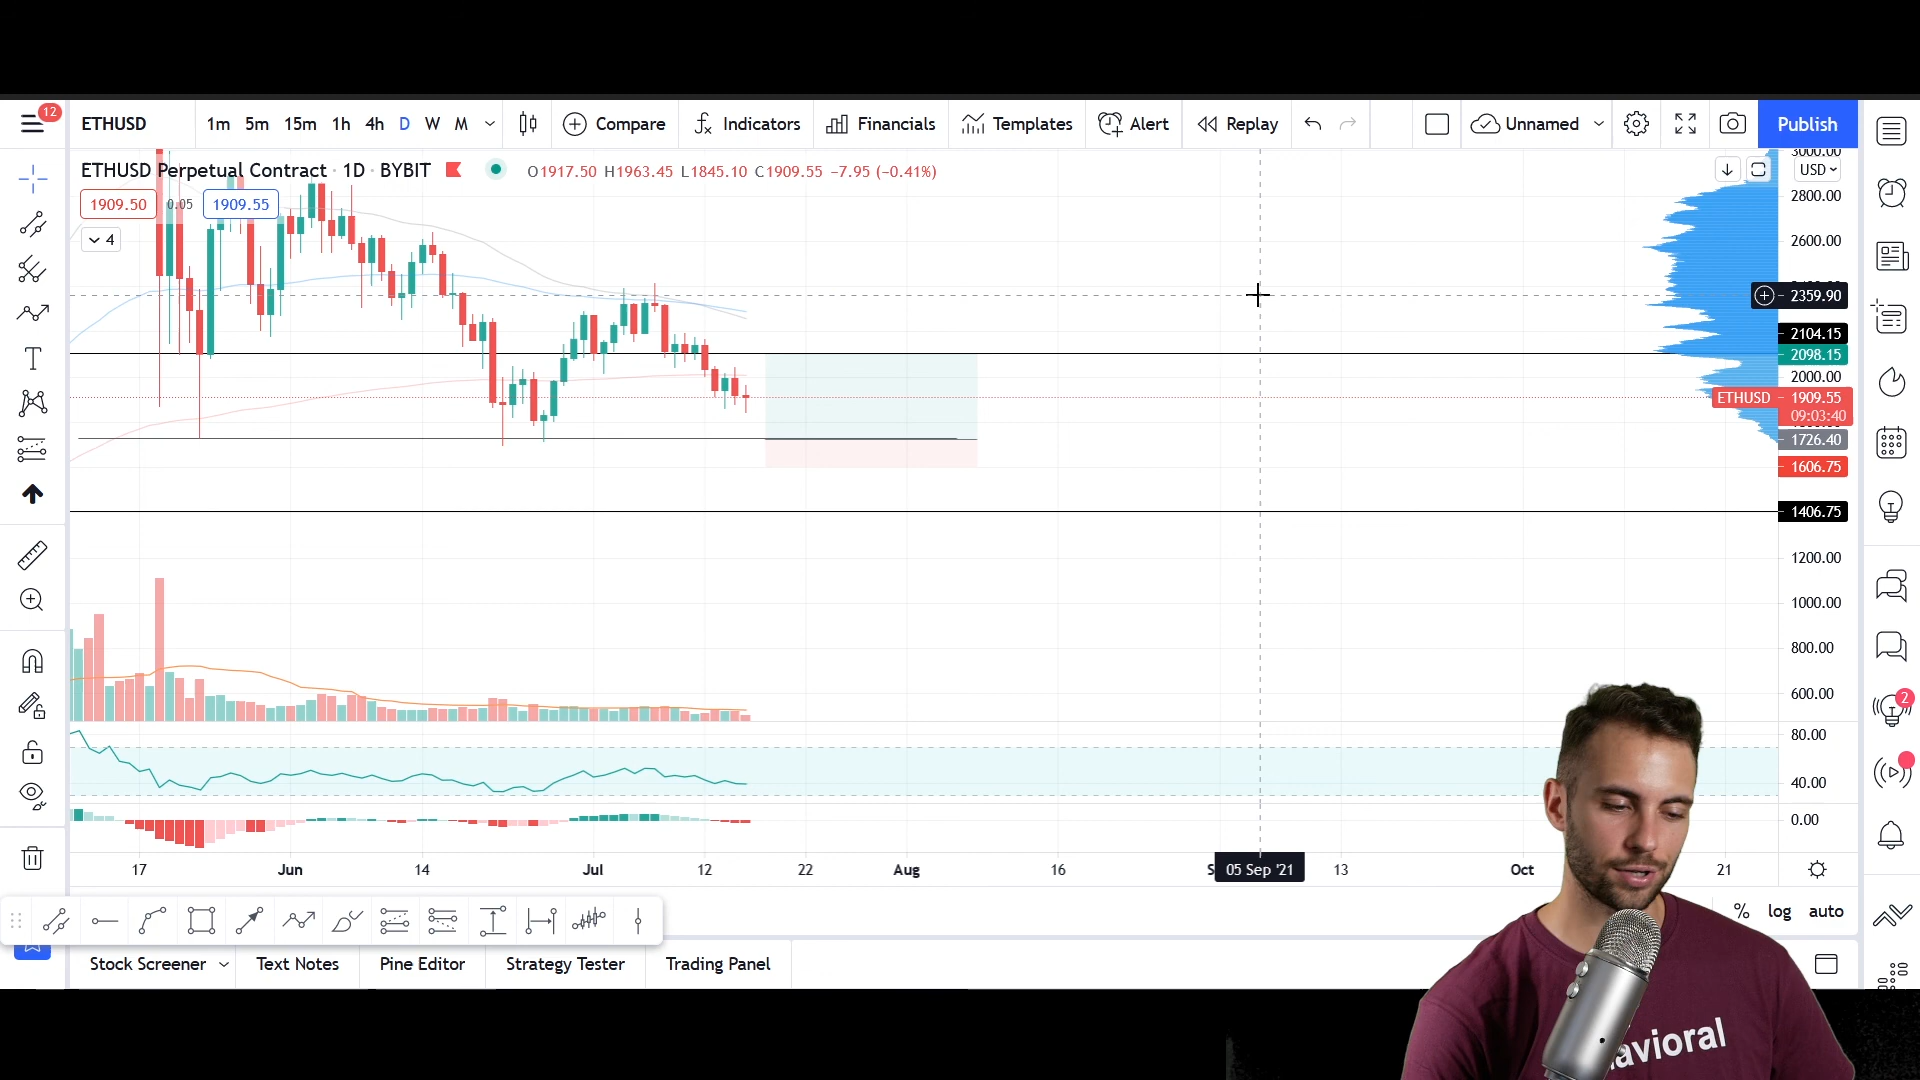 12
ETHUSD 1m 5m 15m 1h 4h D W M Compare Indicators Financials Templates Alert Replay Unnamed Publish
ETHUSD Perpetual Contract · 1D · BYBIT O1917.50 H1963.45 L1845.10 C1909.55 −7.95 (−0.41%)
1909.50 0.05 1909.55
4
3000.00
USD
2800.00
2600.00
2359.90
2104.15
2098.15
2000.00
ETHUSD 1909.55
09:03:40
1726.40
1606.75
1406.75
1200.00
1000.00
800.00
600.00
80.00
40.00
0.00
2
17 Jun 14 Jul 12 22 Aug 16 S 05 Sep '21 13 Oct 21
% log auto
Stock Screener Text Notes Pine Editor Strategy Tester Trading Panel
avioral